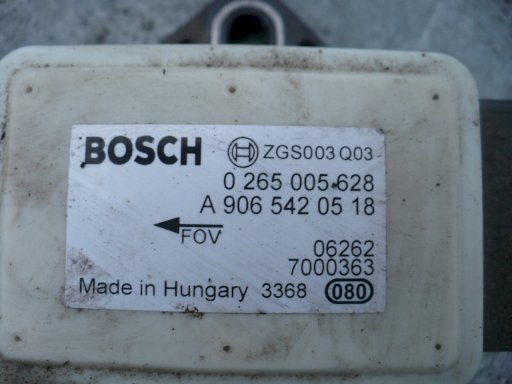 BOSCH ZGS003 Q03
0 265 005 628
A 906 542 05 18
FOV
06262
7000363
Made in Hungary 3368 080